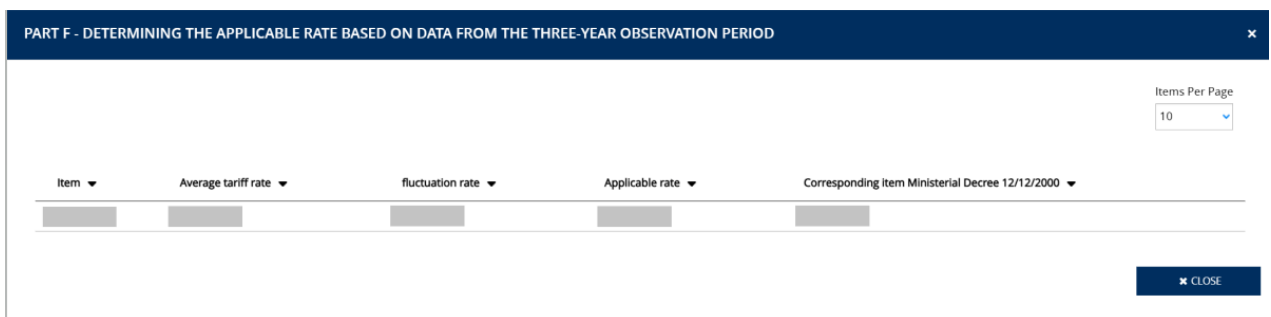 PART F - DETERMINING THE APPLICABLE RATE BASED ON DATA FROM THE THREE-YEAR OBSERVATION PERIOD
Items Per Page
10
Item Average tariff rate fluctuation rate Applicable rate Corresponding Item Ministerial Decree 12/12/2000
CLOSE